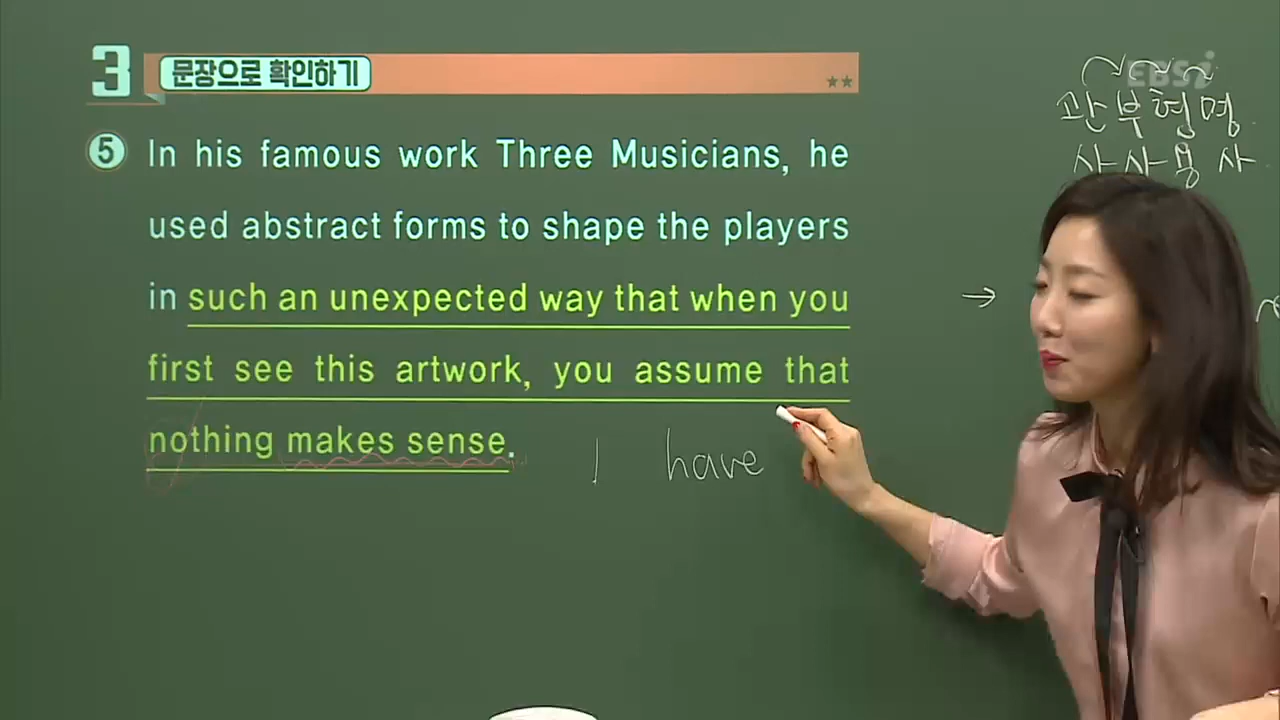 3 문장으로 확인하기 ★★
⑤ In his famous work Three Musicians, he
used abstract forms to shape the players
in such an unexpected way that when you
first see this artwork, you assume that
nothing makes sense.
I have
EBSi
관부형명
사사용사
→